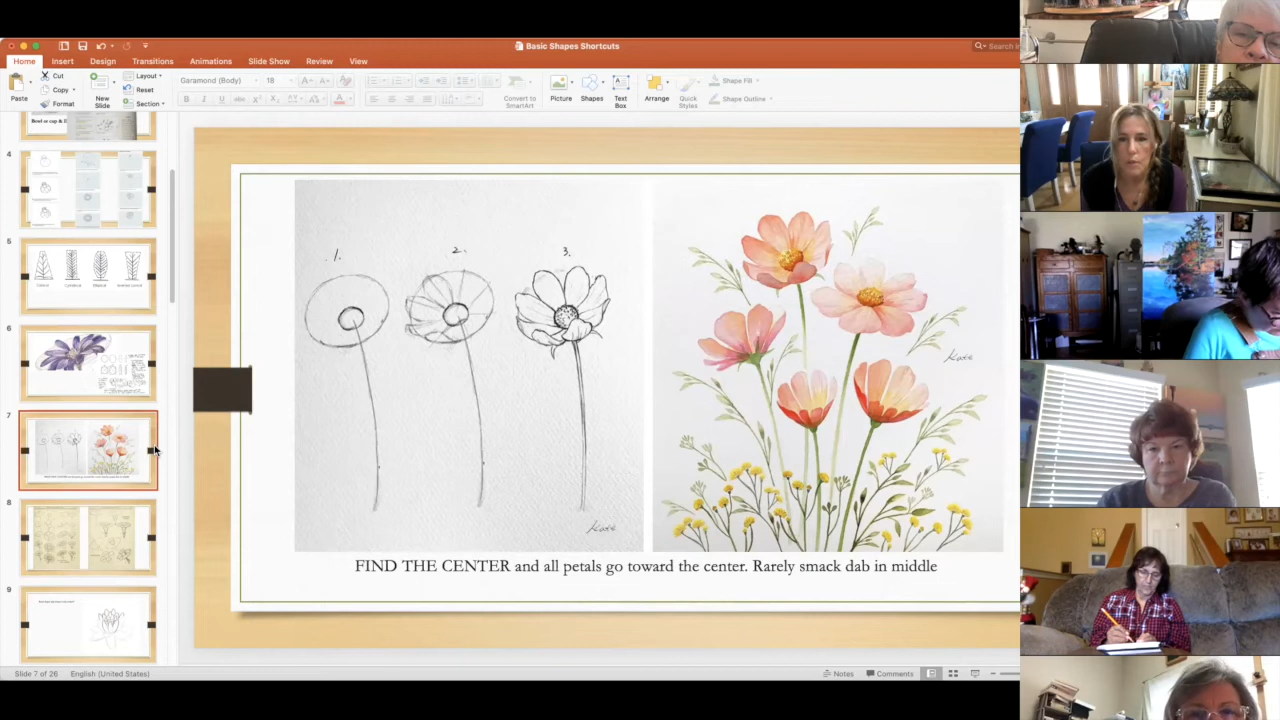 Basic Shapes Shortcuts
Search in
Home Insert Design Transitions Animations Slide Show Review View
Paste
Cut
Copy
Format
New Slide
Layout
Reset
Section
Garamond (Body) 18
Convert to SmartArt
Picture
Shapes
Text Box
Arrange
Quick Styles
Shape Fill
Shape Outline
4
5
6
7
8
9
1. 2. 3.
Kate
Kate
FIND THE CENTER and all petals go toward the center. Rarely smack dab in middle
Slide 7 of 26 English (United States)
Notes Comments